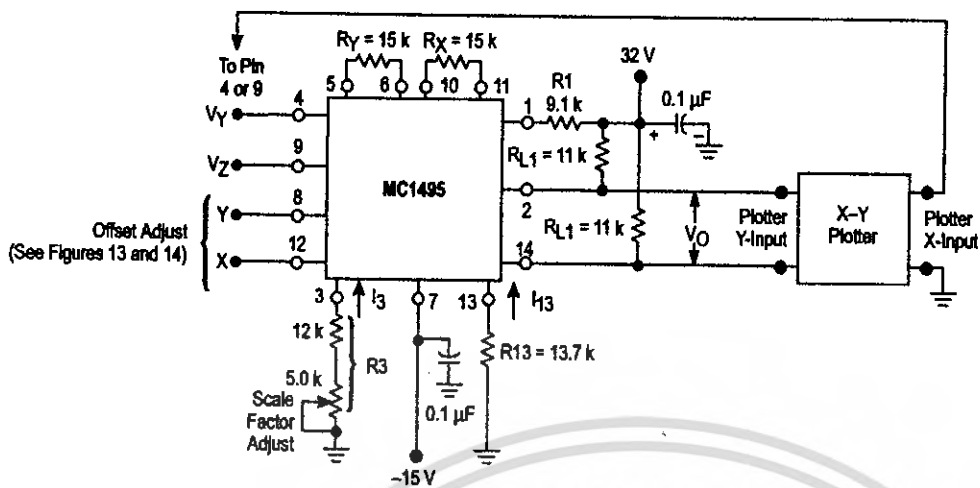 To Pin
4 or 9
RY = 15 k
RX = 15 k
5
6
10
11
VY
4
VZ
9
Y
8
X
12
Offset Adjust
(See Figures 13 and 14)
MC1495
1
R1
9.1 k
32 V
0.1 µF
+
–
RL1 = 11 k
2
RL1 = 11 k
14
VO
Plotter
Y-Input
X–Y
Plotter
Plotter
X-Input
3
I3
7
13
I13
12 k
R3
5.0 k
Scale
Factor
Adjust
0.1 µF
R13 = 13.7 k
–15 V